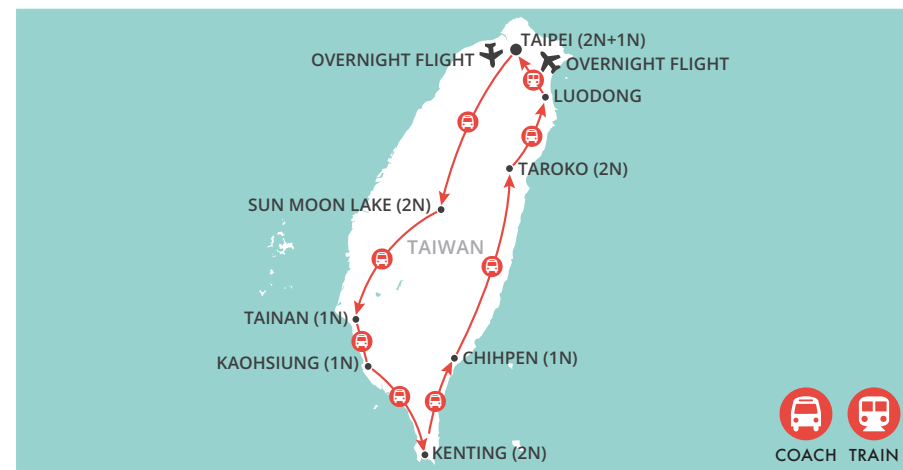 TAIPEI (2N+1N)
OVERNIGHT FLIGHT
OVERNIGHT FLIGHT
LUODONG
TAROKO (2N)
SUN MOON LAKE (2N)
TAIWAN
TAINAN (1N)
KAOHSIUNG (1N)
CHIHPEN (1N)
KENTING (2N)
COACH TRAIN